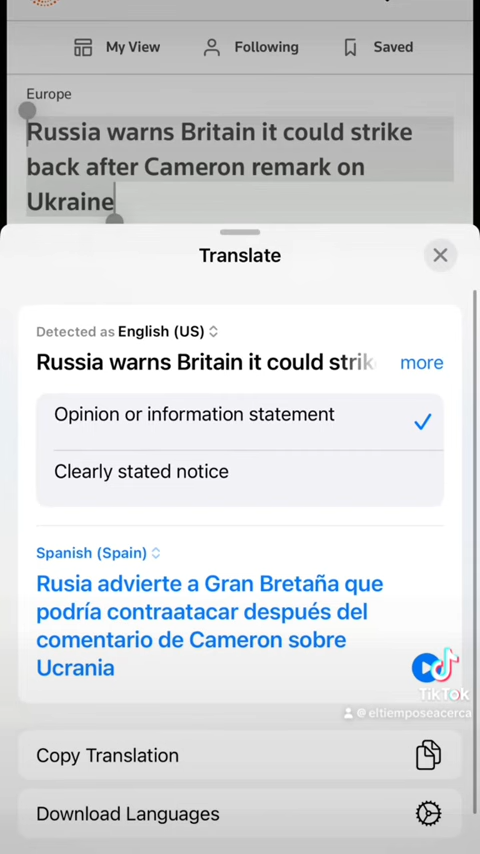 My View
Following
Saved
Europe
Russia warns Britain it could strike
back after Cameron remark on
Ukraine
Translate
Detected as English (US)
Russia warns Britain it could strik
more
Opinion or information statement
Clearly stated notice
Spanish (Spain)
Rusia advierte a Gran Bretaña que
podría contraatacar después del
comentario de Cameron sobre
Ucrania
TikTok
@eltiemposeacerca
Copy Translation
Download Languages